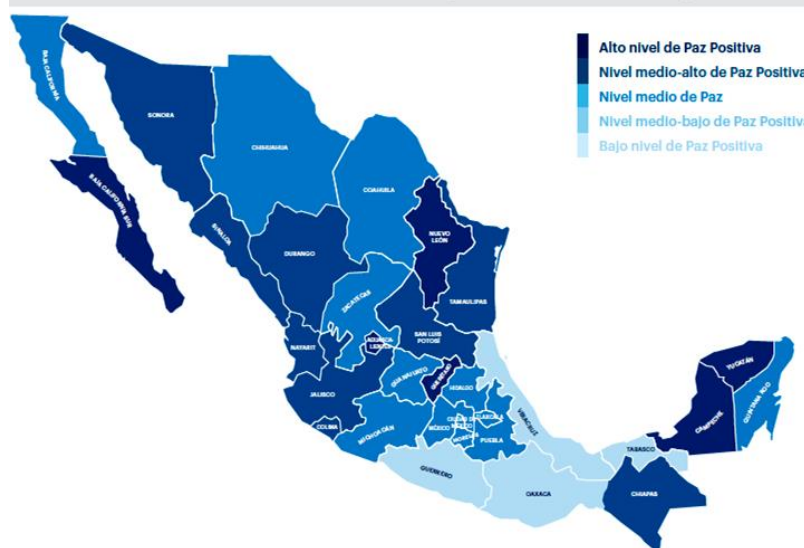 Alto nivel de Paz Positiva
Nivel medio-alto de Paz Positiva
Nivel medio de Paz
Nivel medio-bajo de Paz Positiva
Bajo nivel de Paz Positiva
BAJA CALIFORNIA
SONORA
CHIHUAHUA
COAHUILA
BAJA CALIFORNIA SUR
SINALOA
DURANGO
NUEVO
LEÓN
TAMAULIPAS
ZACATECAS
SAN LUIS
POTOSÍ
NAYARIT
AGUASCA-
LIENTES
GUANAJUATO
QUERÉTARO
HIDALGO
VERACRUZ
YUCATÁN
QUINTANA ROO
CAMPECHE
JALISCO
COLIMA
MICHOACÁN
MÉXICO
CIUDAD DE
MÉXICO
TLAXCALA
MORELOS
PUEBLA
TABASCO
GUERRERO
OAXACA
CHIAPAS